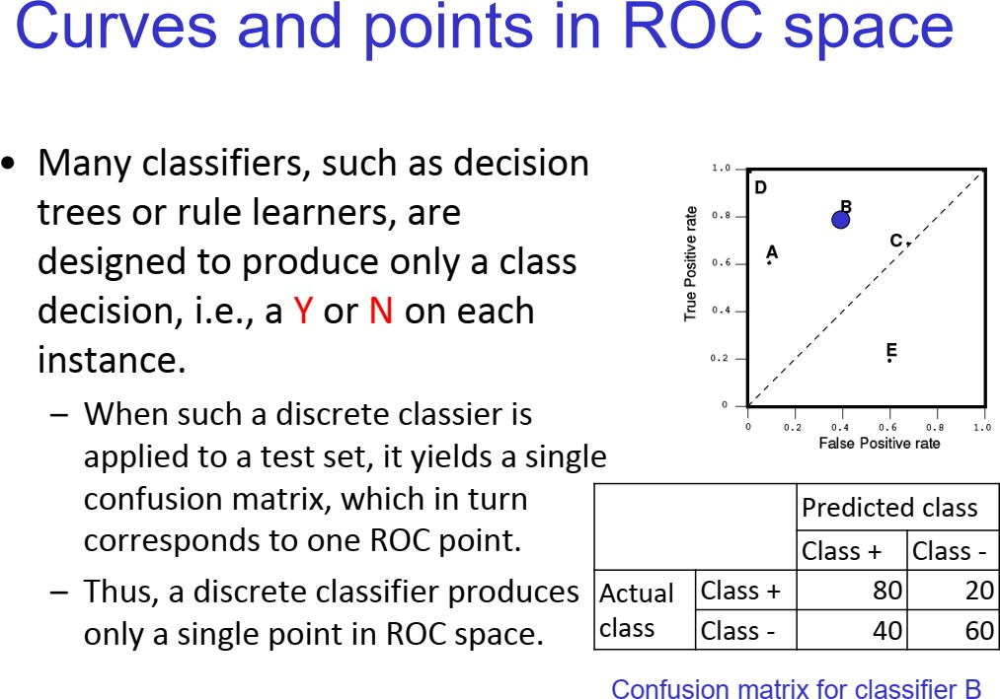 Curves and points in ROC space
• Many classifiers, such as decision
trees or rule learners, are
designed to produce only a class
decision, i.e., a Y or N on each
instance.
– When such a discrete classier is
applied to a test set, it yields a single
confusion matrix, which in turn
corresponds to one ROC point.
– Thus, a discrete classifier produces
only a single point in ROC space.
True Positive rate
1.0
0.8
0.6
0.4
0.2
0
D
B
C
A
E
0 0.2 0.4 0.6 0.8 1.0
False Positive rate
Predicted class
Class + Class -
Actual class
Class + 80 20
Class - 40 60
Confusion matrix for classifier B